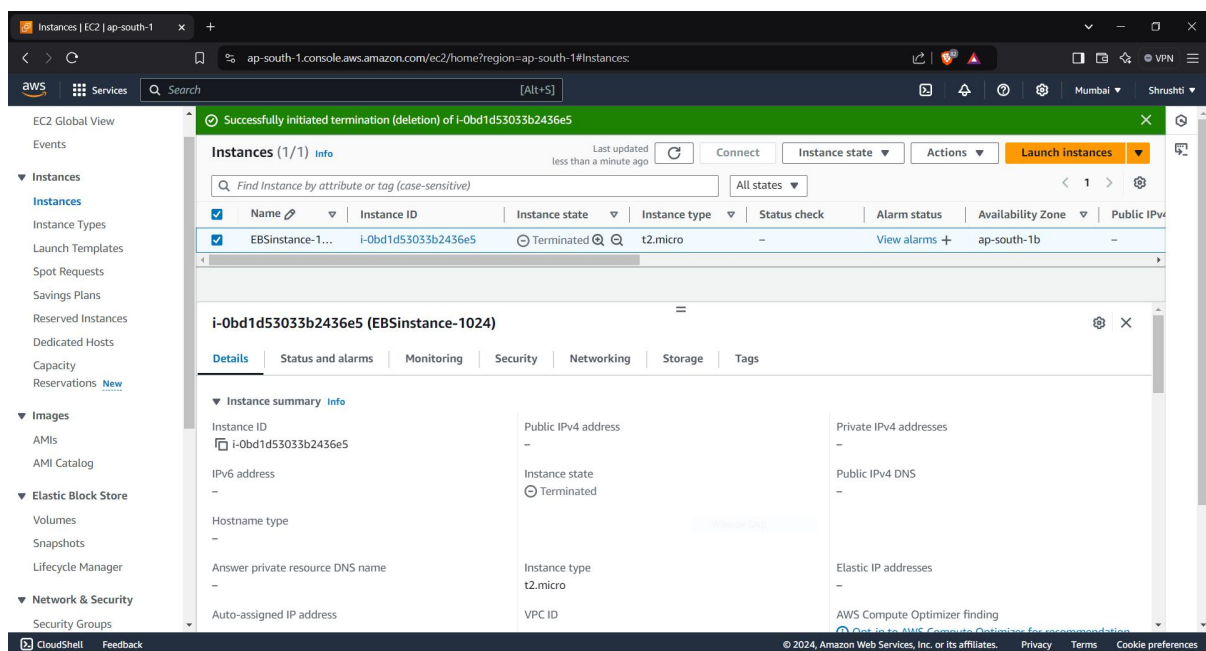 Instances | EC2 | ap-south-1
ap-south-1.console.aws.amazon.com/ec2/home?region=ap-south-1#Instances:
VPN
aws Services Search [Alt+S] Mumbai Shrushti
EC2 Global View
Events
Instances
Instances
Instance Types
Launch Templates
Spot Requests
Savings Plans
Reserved Instances
Dedicated Hosts
Capacity
Reservations New
Images
AMIs
AMI Catalog
Elastic Block Store
Volumes
Snapshots
Lifecycle Manager
Network & Security
Security Groups
Successfully initiated termination (deletion) of i-0bd1d53033b2436e5
Instances (1/1) Info Last updated
less than a minute ago
Connect Instance state Actions Launch instances
Find Instance by attribute or tag (case-sensitive) All states 1
Name Instance ID Instance state Instance type Status check Alarm status Availability Zone Public IPv4
EBSinstance-1... i-0bd1d53033b2436e5 Terminated t2.micro – View alarms + ap-south-1b –
i-0bd1d53033b2436e5 (EBSinstance-1024)
Details Status and alarms Monitoring Security Networking Storage Tags
Instance summary Info
Instance ID Public IPv4 address Private IPv4 addresses
i-0bd1d53033b2436e5 – –
IPv6 address Instance state Public IPv4 DNS
– Terminated –
Hostname type
–
Answer private resource DNS name Instance type Elastic IP addresses
– t2.micro –
Auto-assigned IP address VPC ID AWS Compute Optimizer finding
Opt-in to AWS Compute Optimizer for recommendation
CloudShell Feedback © 2024, Amazon Web Services, Inc. or its affiliates. Privacy Terms Cookie preferences